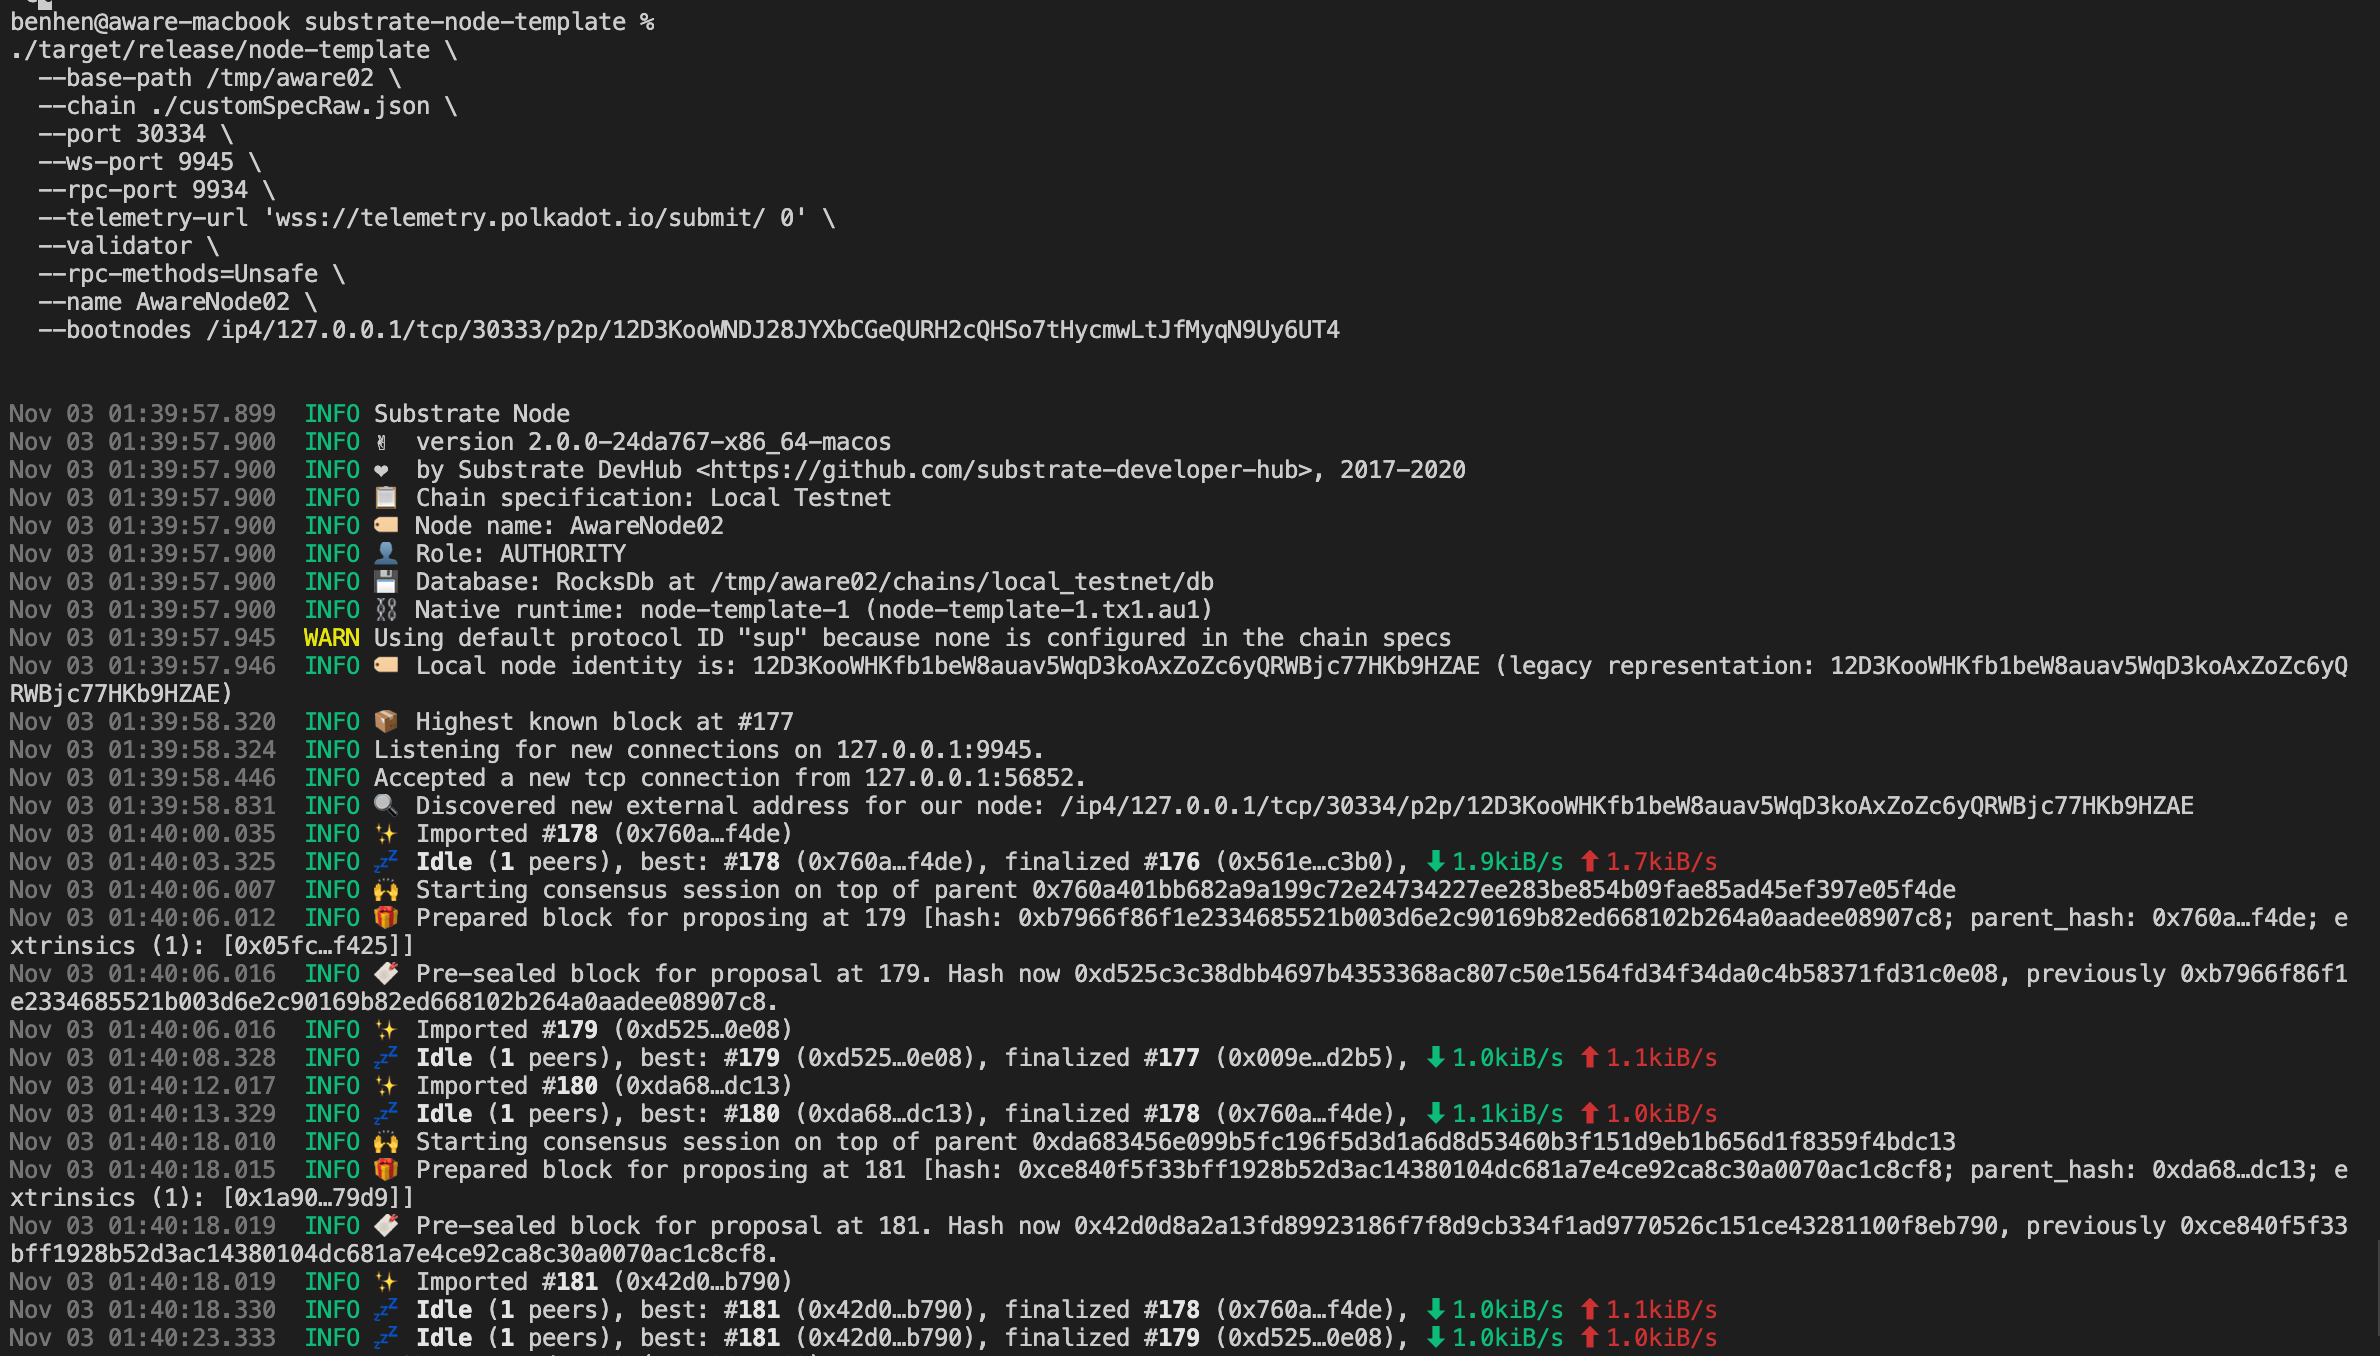 benhen@aware-macbook substrate-node-template %
./target/release/node-template \
--base-path /tmp/aware02 \
--chain ./customSpecRaw.json \
--port 30334 \
--ws-port 9945 \
--rpc-port 9934 \
--telemetry-url 'wss://telemetry.polkadot.io/submit/ 0' \
--validator \
--rpc-methods=Unsafe \
--name AwareNode02 \
--bootnodes /ip4/127.0.0.1/tcp/30333/p2p/12D3KooWNDJ28JYXbCGeQURH2cQHSo7tHycmwLtJfMyqN9Uy6UT4
Nov 03 01:39:57.899  INFO Substrate Node
Nov 03 01:39:57.900  INFO ✌️  version 2.0.0-24da767-x86_64-macos
Nov 03 01:39:57.900  INFO ❤️  by Substrate DevHub <https://github.com/substrate-developer-hub>, 2017-2020
Nov 03 01:39:57.900  INFO 📋 Chain specification: Local Testnet
Nov 03 01:39:57.900  INFO 🏷 Node name: AwareNode02
Nov 03 01:39:57.900  INFO 👤 Role: AUTHORITY
Nov 03 01:39:57.900  INFO 💾 Database: RocksDb at /tmp/aware02/chains/local_testnet/db
Nov 03 01:39:57.900  INFO ⛓ Native runtime: node-template-1 (node-template-1.tx1.au1)
Nov 03 01:39:57.945  WARN Using default protocol ID "sup" because none is configured in the chain specs
Nov 03 01:39:57.946  INFO 🏷 Local node identity is: 12D3KooWHKfb1beW8auav5WqD3koAxZoZc6yQRWBjc77HKb9HZAE (legacy representation: 12D3KooWHKfb1beW8auav5WqD3koAxZoZc6yQ
RWBjc77HKb9HZAE)
Nov 03 01:39:58.320  INFO 📦 Highest known block at #177
Nov 03 01:39:58.324  INFO Listening for new connections on 127.0.0.1:9945.
Nov 03 01:39:58.446  INFO Accepted a new tcp connection from 127.0.0.1:56852.
Nov 03 01:39:58.831  INFO 🔍 Discovered new external address for our node: /ip4/127.0.0.1/tcp/30334/p2p/12D3KooWHKfb1beW8auav5WqD3koAxZoZc6yQRWBjc77HKb9HZAE
Nov 03 01:40:00.035  INFO ✨ Imported #178 (0x760a…f4de)
Nov 03 01:40:03.325  INFO 💤 Idle (1 peers), best: #178 (0x760a…f4de), finalized #176 (0x561e…c3b0), ⬇ 1.9kiB/s ⬆ 1.7kiB/s
Nov 03 01:40:06.007  INFO 🙌 Starting consensus session on top of parent 0x760a401bb682a9a199c72e24734227ee283be854b09fae85ad45ef397e05f4de
Nov 03 01:40:06.012  INFO 🎁 Prepared block for proposing at 179 [hash: 0xb7966f86f1e2334685521b003d6e2c90169b82ed668102b264a0aadee08907c8; parent_hash: 0x760a…f4de; e
xtrinsics (1): [0x05fc…f425]]
Nov 03 01:40:06.016  INFO 🔖 Pre-sealed block for proposal at 179. Hash now 0xd525c3c38dbb4697b4353368ac807c50e1564fd34f34da0c4b58371fd31c0e08, previously 0xb7966f86f1
e2334685521b003d6e2c90169b82ed668102b264a0aadee08907c8.
Nov 03 01:40:06.016  INFO ✨ Imported #179 (0xd525…0e08)
Nov 03 01:40:08.328  INFO 💤 Idle (1 peers), best: #179 (0xd525…0e08), finalized #177 (0x009e…d2b5), ⬇ 1.0kiB/s ⬆ 1.1kiB/s
Nov 03 01:40:12.017  INFO ✨ Imported #180 (0xda68…dc13)
Nov 03 01:40:13.329  INFO 💤 Idle (1 peers), best: #180 (0xda68…dc13), finalized #178 (0x760a…f4de), ⬇ 1.1kiB/s ⬆ 1.0kiB/s
Nov 03 01:40:18.010  INFO 🙌 Starting consensus session on top of parent 0xda683456e099b5fc196f5d3d1a6d8d53460b3f151d9eb1b656d1f8359f4bdc13
Nov 03 01:40:18.015  INFO 🎁 Prepared block for proposing at 181 [hash: 0xce840f5f33bff1928b52d3ac14380104dc681a7e4ce92ca8c30a0070ac1c8cf8; parent_hash: 0xda68…dc13; e
xtrinsics (1): [0x1a90…79d9]]
Nov 03 01:40:18.019  INFO 🔖 Pre-sealed block for proposal at 181. Hash now 0x42d0d8a2a13fd89923186f7f8d9cb334f1ad9770526c151ce43281100f8eb790, previously 0xce840f5f33
bff1928b52d3ac14380104dc681a7e4ce92ca8c30a0070ac1c8cf8.
Nov 03 01:40:18.019  INFO ✨ Imported #181 (0x42d0…b790)
Nov 03 01:40:18.330  INFO 💤 Idle (1 peers), best: #181 (0x42d0…b790), finalized #178 (0x760a…f4de), ⬇ 1.0kiB/s ⬆ 1.1kiB/s
Nov 03 01:40:23.333  INFO 💤 Idle (1 peers), best: #181 (0x42d0…b790), finalized #179 (0xd525…0e08), ⬇ 1.0kiB/s ⬆ 1.0kiB/s